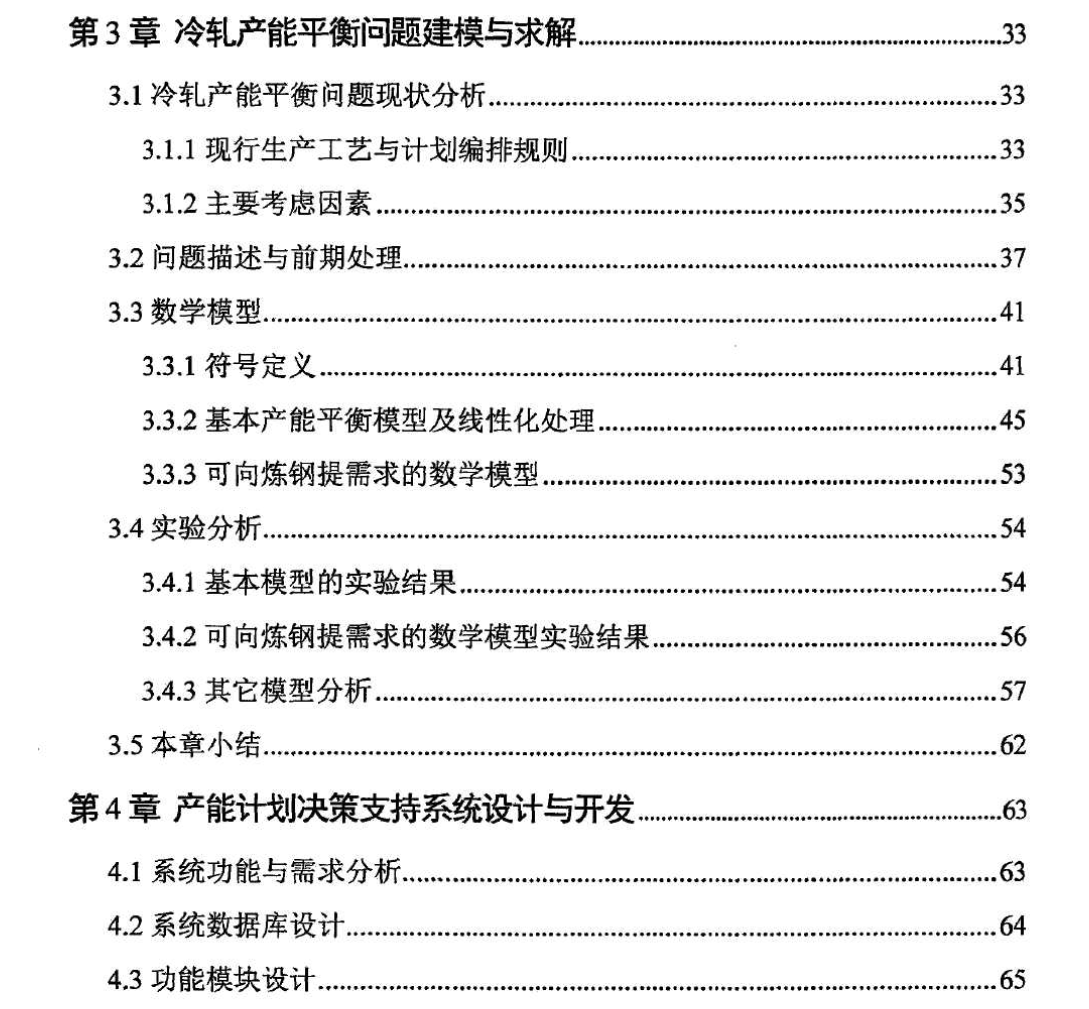 第 3 章 冷轧产能平衡问题建模与求解........................................33
3.1 冷轧产能平衡问题现状分析........................................33
3.1.1 现行生产工艺与计划编排规则........................................33
3.1.2 主要考虑因素........................................35
3.2 问题描述与前期处理........................................37
3.3 数学模型........................................41
3.3.1 符号定义........................................41
3.3.2 基本产能平衡模型及线性化处理........................................45
3.3.3 可向炼钢提需求的数学模型........................................53
3.4 实验分析........................................54
3.4.1 基本模型的实验结果........................................54
3.4.2 可向炼钢提需求的数学模型实验结果........................................56
3.4.3 其它模型分析........................................57
3.5 本章小结........................................62
第 4 章 产能计划决策支持系统设计与开发........................................63
4.1 系统功能与需求分析........................................63
4.2 系统数据库设计........................................64
4.3 功能模块设计........................................65